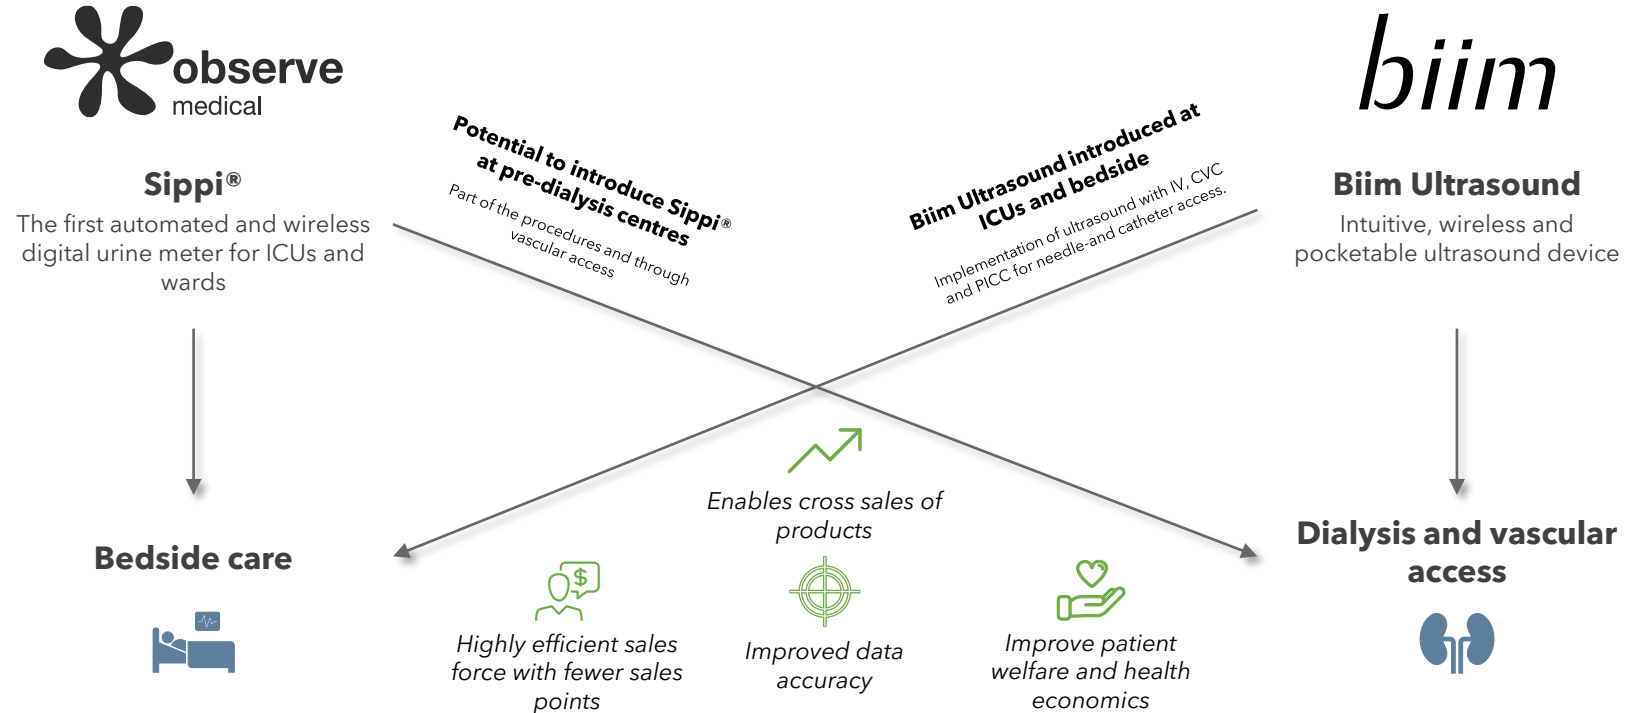 observe
medical
Sippi®
The first automated and wireless
digital urine meter for ICUs and
wards
Potential to introduce Sippi®
at pre-dialysis centres
Part of the procedures and through
vascular access
Biim Ultrasound introduced at
ICUs and bedside
Implementation of ultrasound with IV, CVC
and PICC for needle-and catheter access.
biim
Biim Ultrasound
Intuitive, wireless and
pocketable ultrasound device
Bedside care
Enables cross sales of
products
$
Highly efficient sales
force with fewer sales
points
Improved data
accuracy
Improve patient
welfare and health
economics
Dialysis and vascular
access